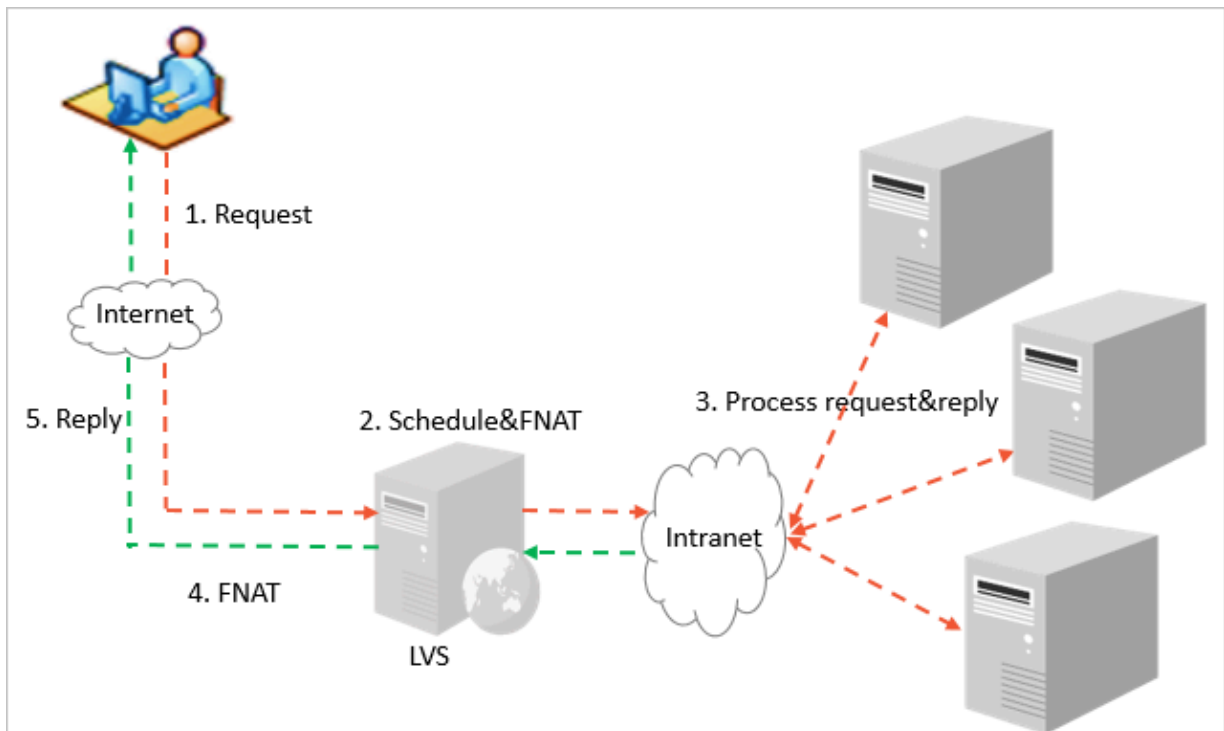 1. Request
Internet
5. Reply
2. Schedule&FNAT
3. Process request&reply
Intranet
4. FNAT
LVS